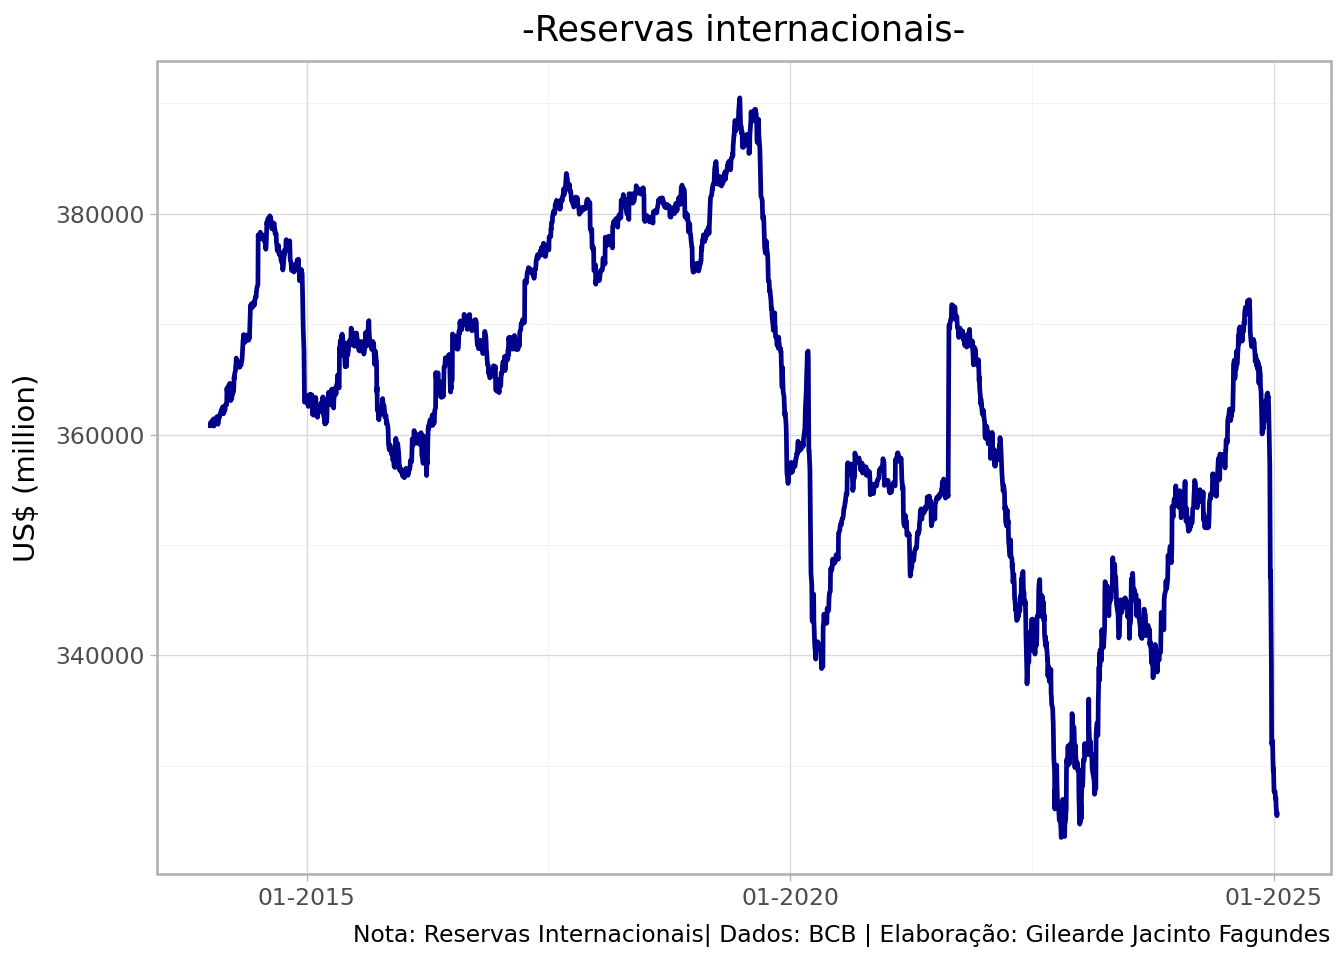 -Reservas internacionais-
US$ (million)
380000
360000
340000
01-2015
01-2020
01-2025
Nota: Reservas Internacionais| Dados: BCB | Elaboração: Gilearde Jacinto Fagundes